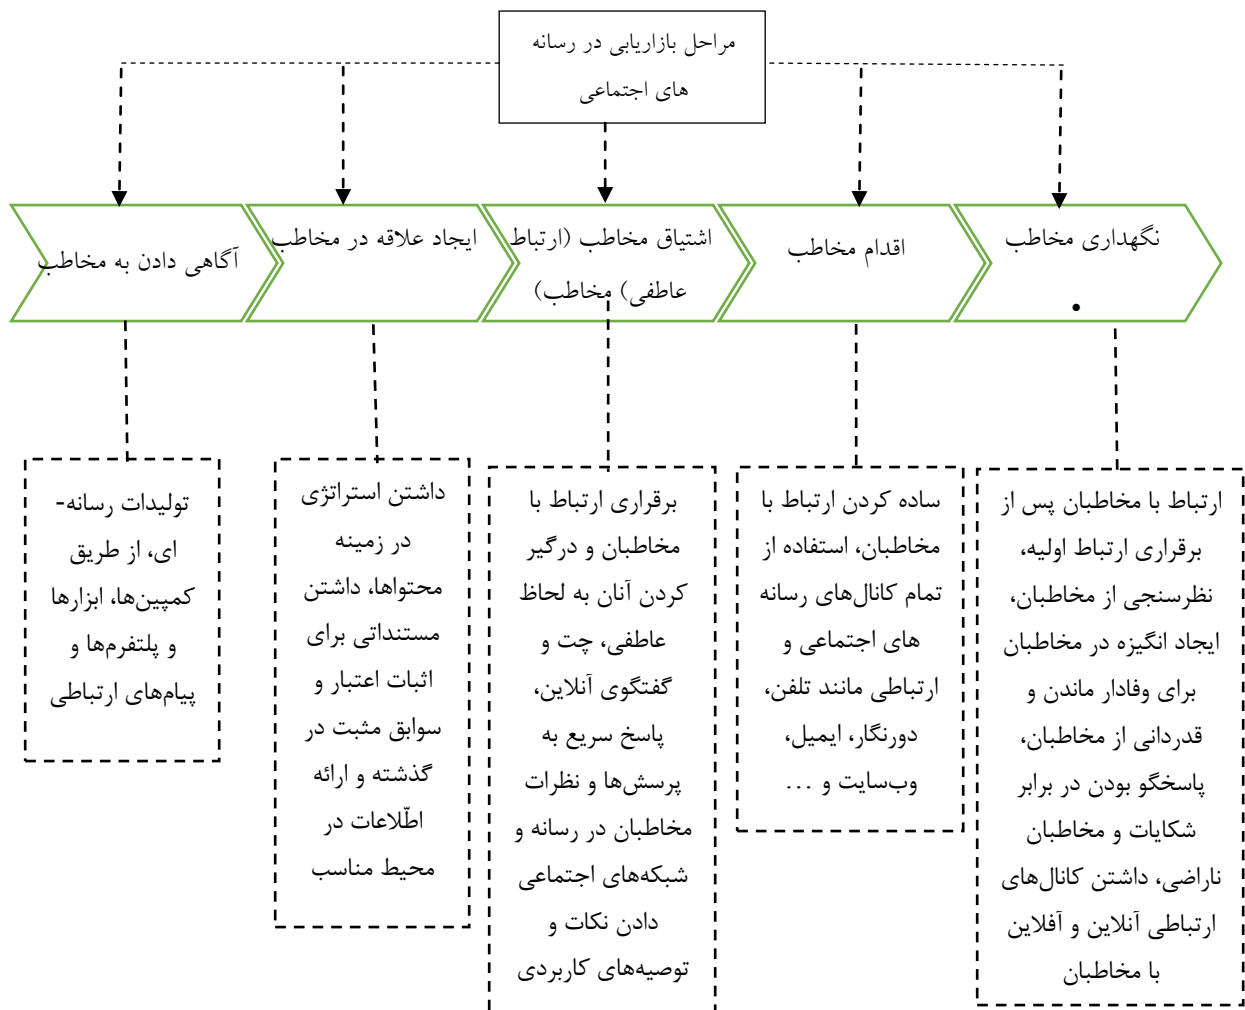 مراحل بازاریابی در رسانه
های اجتماعی
آگاهی دادن به مخاطب
ایجاد علاقه در مخاطب
اشتیاق مخاطب (ارتباط
عاطفی) مخاطب)
اقدام مخاطب
نگهداری مخاطب
•
تولیدات رسانه-
ای، از طریق
کمپین‌ها، ابزارها
و پلتفرم‌ها و
پیام‌های ارتباطی
داشتن استراتژی
در زمینه
محتواها، داشتن
مستنداتی برای
اثبات اعتبار و
سوابق مثبت در
گذشته و ارائه
اطّلاعات در
محیط مناسب
برقراری ارتباط با
مخاطبان و درگیر
کردن آنان به لحاظ
عاطفی، چت و
گفتگوی آنلاین،
پاسخ سریع به
پرسش‌ها و نظرات
مخاطبان در رسانه و
شبکه‌های اجتماعی
دادن نکات و
توصیه‌های کاربردی
ساده کردن ارتباط با
مخاطبان، استفاده از
تمام کانال‌های رسانه
های اجتماعی و
ارتباطی مانند تلفن،
دورنگار، ایمیل،
وب‌سایت و ...
ارتباط با مخاطبان پس از
برقراری ارتباط اولیه،
نظرسنجی از مخاطبان،
ایجاد انگیزه در مخاطبان
برای وفادار ماندن و
قدردانی از مخاطبان،
پاسخگو بودن در برابر
شکایات و مخاطبان
ناراضی، داشتن کانال‌های
ارتباطی آنلاین و آفلاین
با مخاطبان